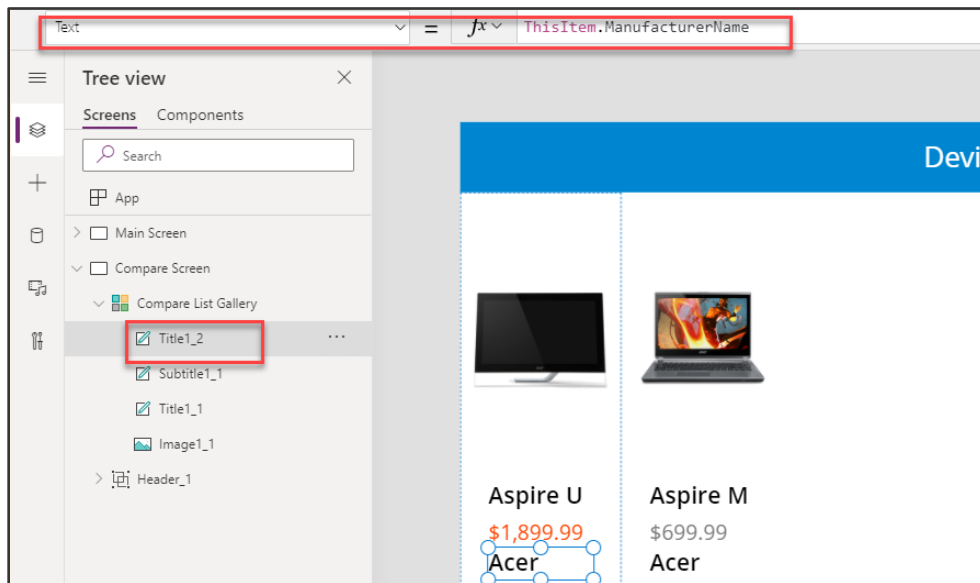 Text = fx ThisItem.ManufacturerName
Tree view
Screens Components
Search
App
Main Screen
Compare Screen
Compare List Gallery
Title1_2 ...
Subtitle1_1
Title1_1
Image1_1
Header_1
Devi
Aspire U Aspire M
$1,899.99 $699.99
Acer Acer